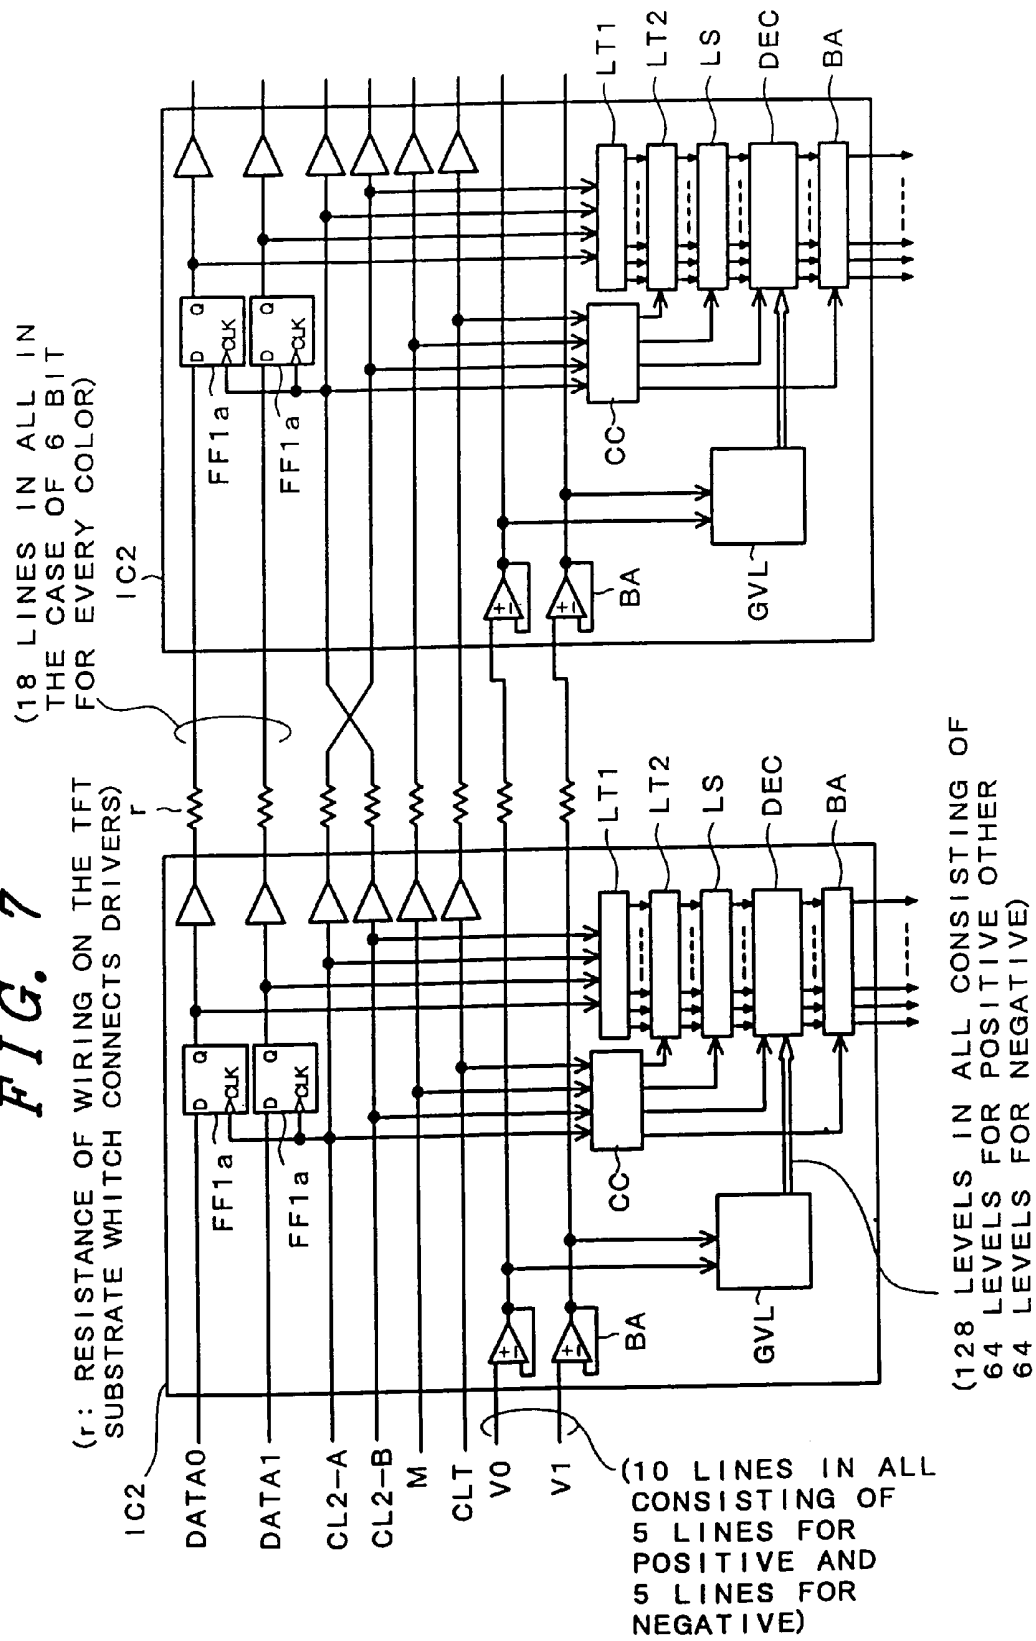 FIG. 7
(r: RESISTANCE OF WIRING ON THE TFT
SUBSTRATE WHITCH CONNECTS DRIVERS)
(18 LINES IN ALL IN
THE CASE OF 6 BIT
FOR EVERY COLOR)
r
IC2
IC2
DATA0
DATA1
CL2-A
CL2-B
M
CLT
V0
V1
D
Q
CLK
FF1a
D
Q
CLK
FF1a
+
−
+
−
BA
GVL
CC
LT1
LT2
LS
DEC
BA
D
Q
CLK
FF1a
D
Q
CLK
FF1a
+
−
+
−
BA
GVL
CC
LT1
LT2
LS
DEC
BA
(10 LINES IN ALL
CONSISTING OF
5 LINES FOR
POSITIVE AND
5 LINES FOR
NEGATIVE)
(128 LEVELS IN ALL CONSISTING OF
64 LEVELS FOR POSITIVE OTHER
64 LEVELS FOR NEGATIVE)